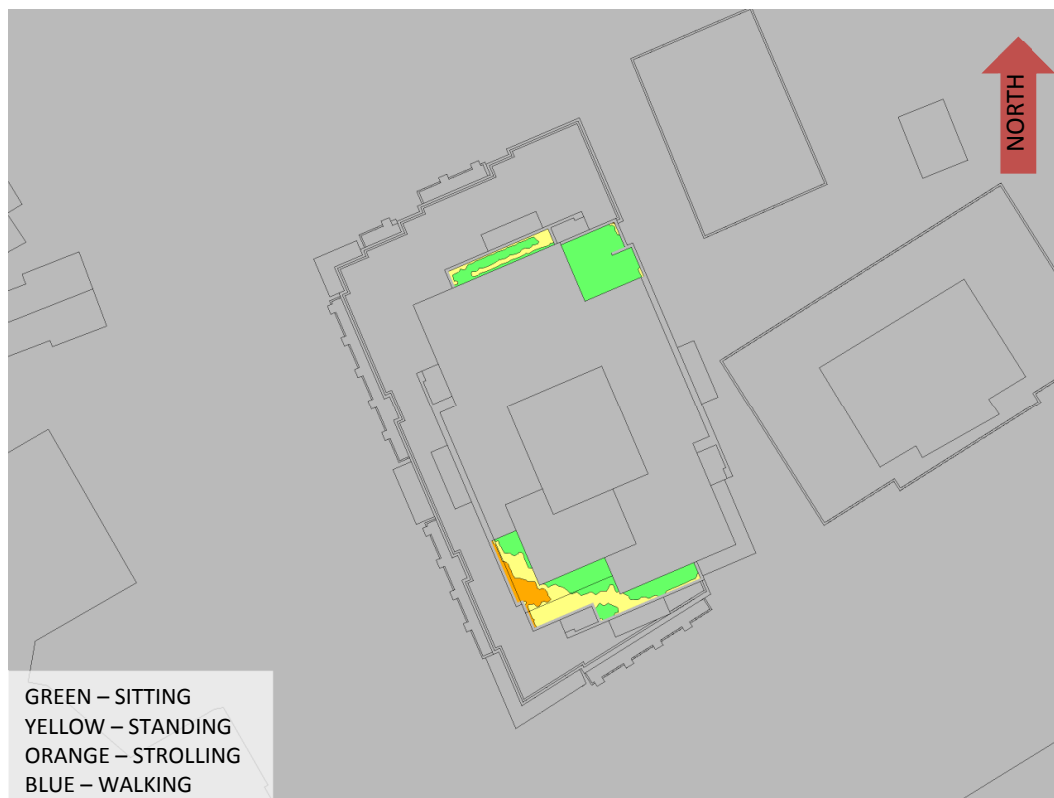 NORTH
GREEN – SITTING
YELLOW – STANDING
ORANGE – STROLLING
BLUE – WALKING